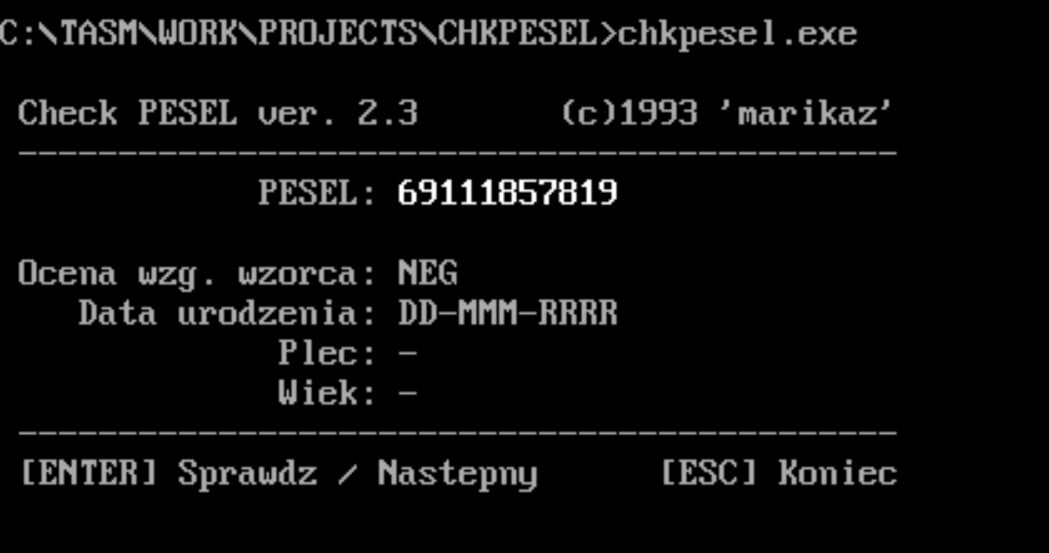 C:\TASM\WORK\PROJECTS\CHKPESEL>chkpesel.exe
Check PESEL ver. 2.3 (c)1993 'marikaz'
--------------------------------------------
PESEL: 69111857819
Ocena wzg. wzorca: NEG
Data urodzenia: DD-MMM-RRRR
Plec: -
Wiek: -
--------------------------------------------
[ENTER] Sprawdz / Nastepny [ESC] Koniec